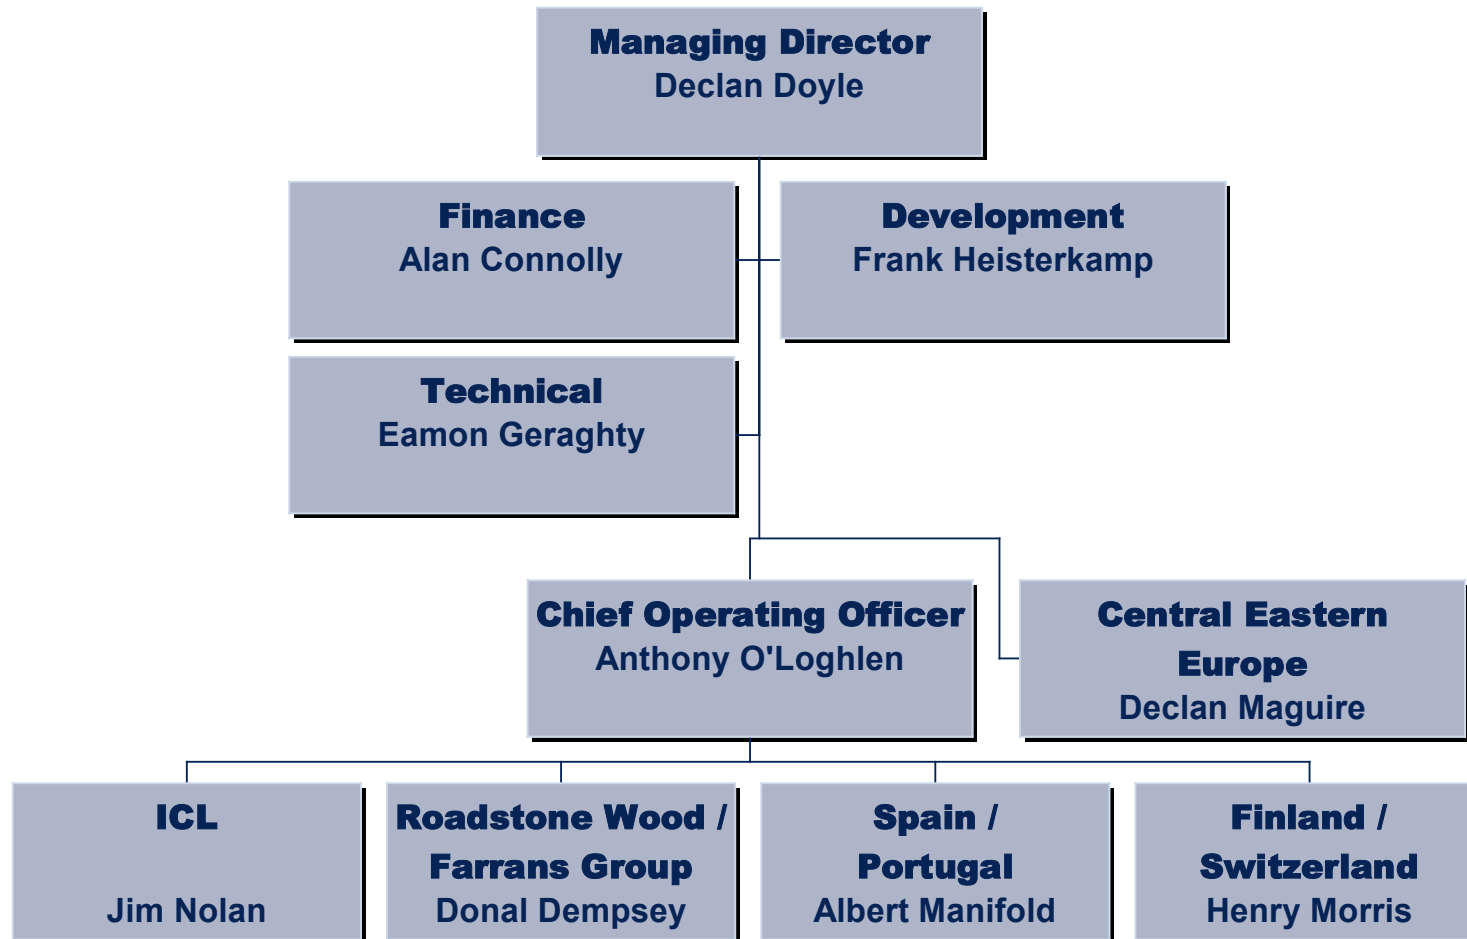 Managing Director
Declan Doyle
Finance
Alan Connolly
Development
Frank Heisterkamp
Technical
Eamon Geraghty
Chief Operating Officer
Anthony O'Loghlen
Central Eastern
Europe
Declan Maguire
ICL
Jim Nolan
Roadstone Wood /
Farrans Group
Donal Dempsey
Spain /
Portugal
Albert Manifold
Finland /
Switzerland
Henry Morris